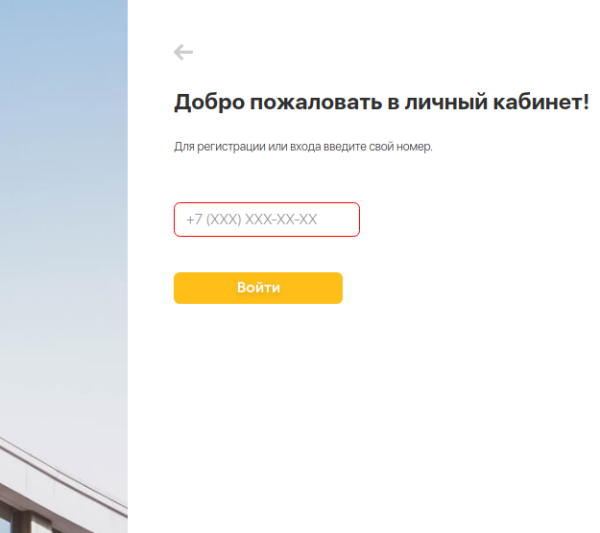 Добро пожаловать в личный кабинет!
Для регистрации или входа введите свой номер.
+7 (XXX) XXX-XX-XX
Войти